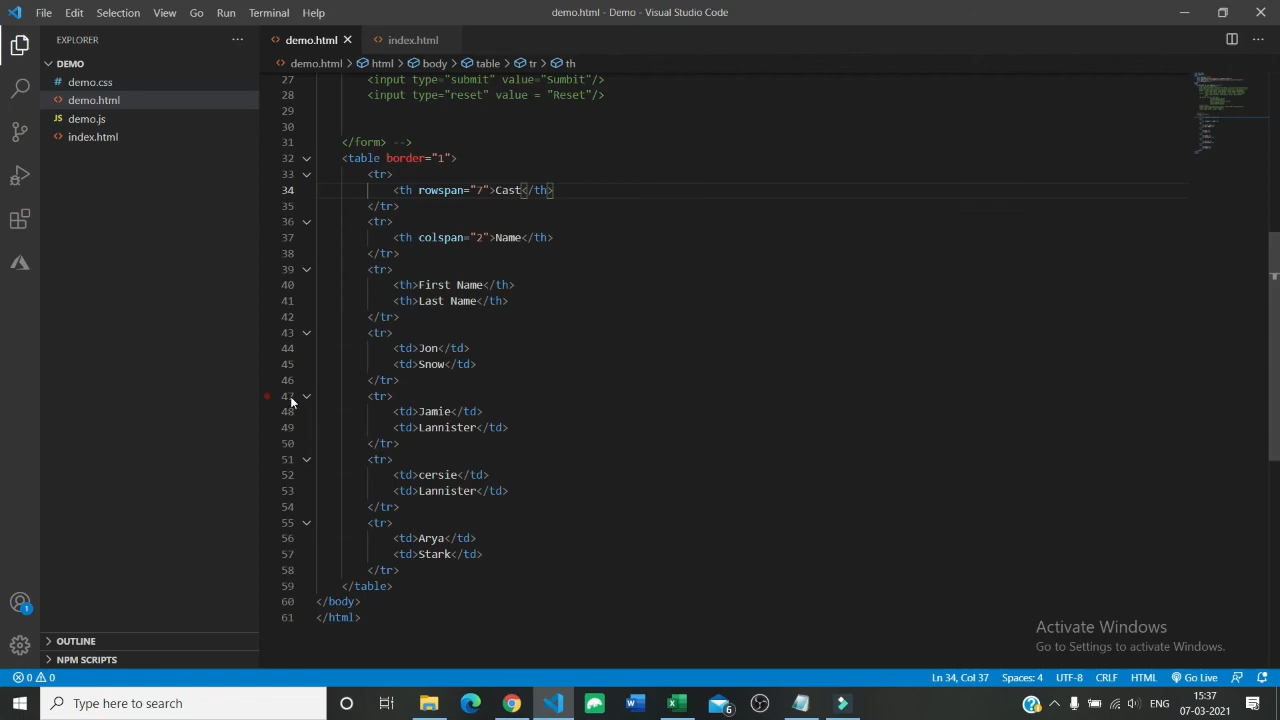 File Edit Selection View Go Run Terminal Help demo.html - Demo - Visual Studio Code
EXPLORER demo.html index.html
DEMO demo.html > html > body > table > tr > th
demo.css
demo.html
demo.js
index.html
27 <input type="submit" value="Sumbit"/>
28 <input type="reset" value = "Reset"/>
29
30
31 </form> -->
32 <table border="1">
33 <tr>
34 <th rowspan="7">Cast</th>
35 </tr>
36 <tr>
37 <th colspan="2">Name</th>
38 </tr>
39 <tr>
40 <th>First Name</th>
41 <th>Last Name</th>
42 </tr>
43 <tr>
44 <td>Jon</td>
45 <td>Snow</td>
46 </tr>
47 <tr>
48 <td>Jamie</td>
49 <td>Lannister</td>
50 </tr>
51 <tr>
52 <td>cersie</td>
53 <td>Lannister</td>
54 </tr>
55 <tr>
56 <td>Arya</td>
57 <td>Stark</td>
58 </tr>
59 </table>
60 </body>
61 </html>
Activate Windows
Go to Settings to activate Windows.
OUTLINE
NPM SCRIPTS
1
0 0 Ln 34, Col 37 Spaces: 4 UTF-8 CRLF HTML Go Live
Type here to search 6 ENG 15:37
07-03-2021